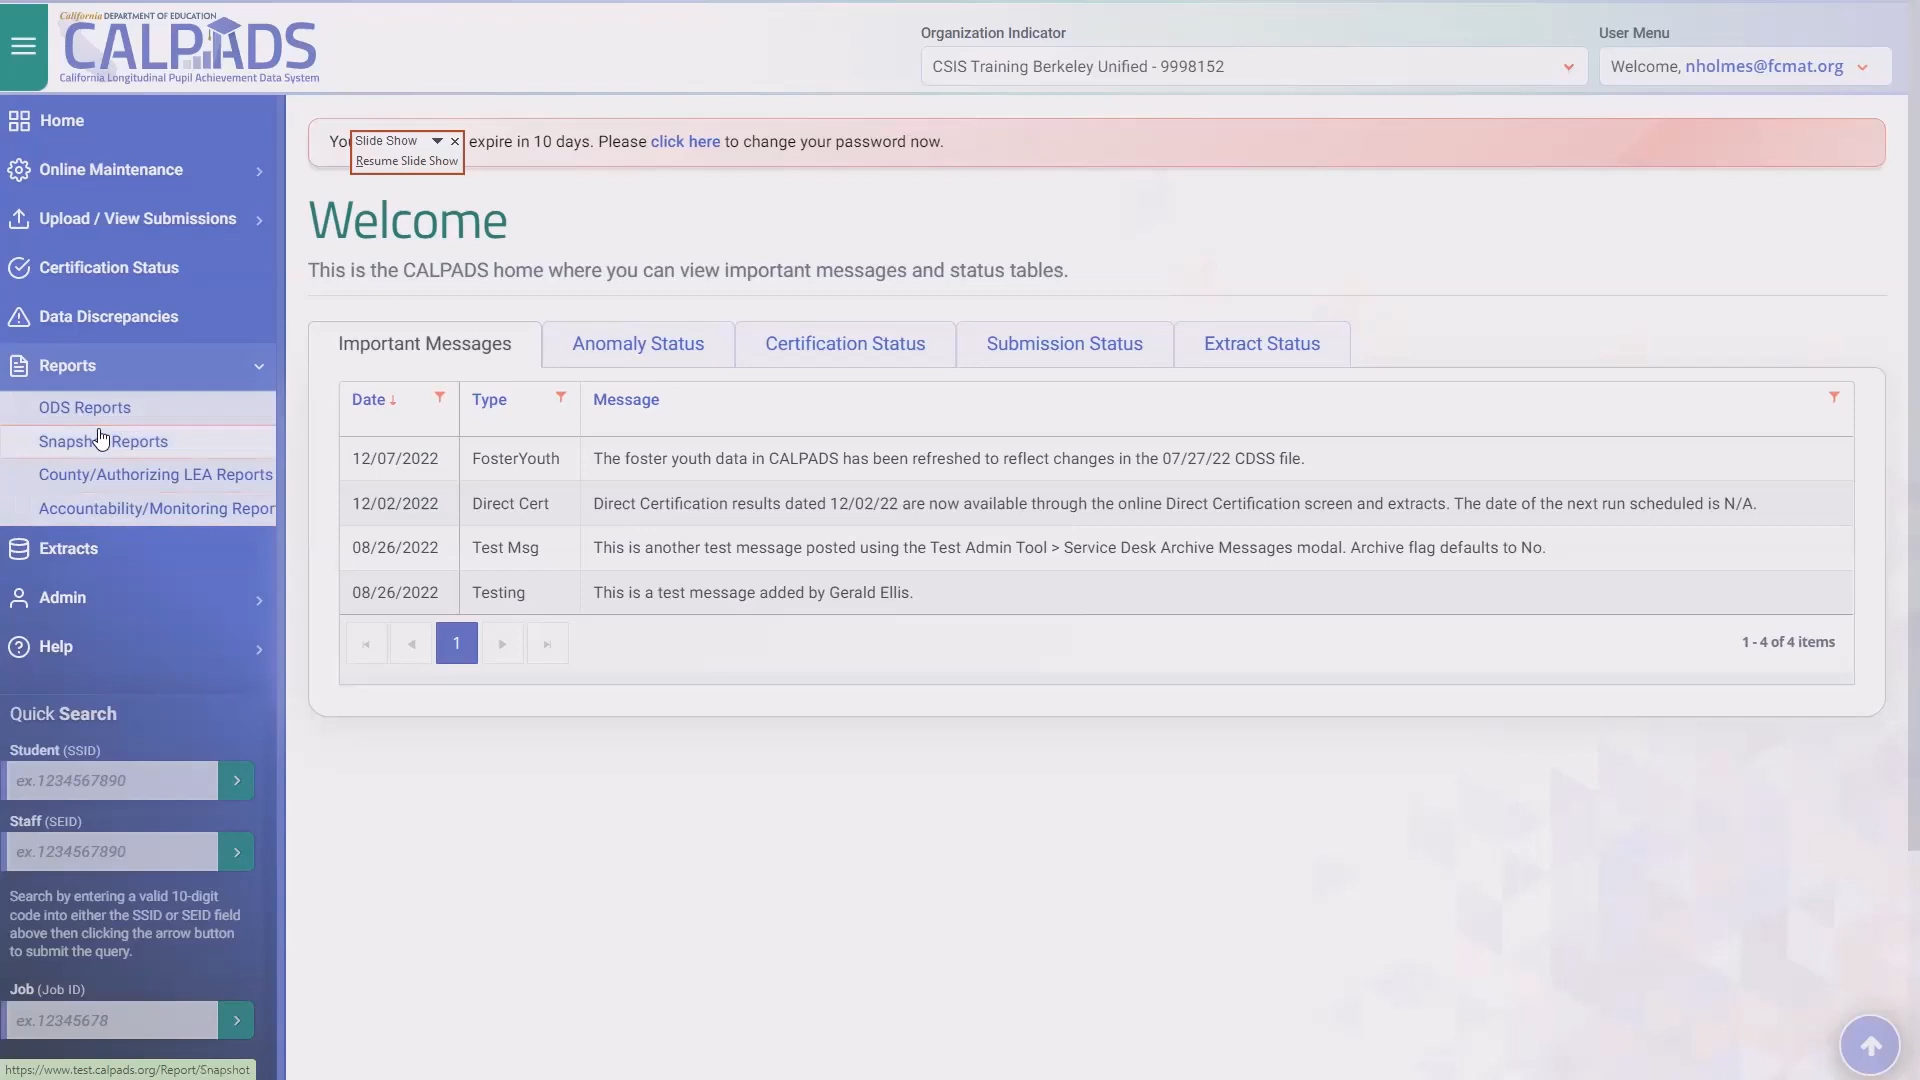 California DEPARTMENT OF EDUCATION
CALPADS
California Longitudinal Pupil Achievement Data System
Organization Indicator
CSIS Training Berkeley Unified - 9998152
User Menu
Welcome, nholmes@fcmat.org
Home
Online Maintenance
Upload / View Submissions
Certification Status
Data Discrepancies
Reports
ODS Reports
Snapsh Reports
County/Authorizing LEA Reports
Accountability/Monitoring Repor
Extracts
Admin
Help
Quick Search
Student (SSID)
ex.1234567890
Staff (SEID)
ex.1234567890
Search by entering a valid 10-digit
code into either the SSID or SEID field
above then clicking the arrow button
to submit the query.
Job (Job ID)
ex.12345678
https://www.test.calpads.org/Report/Snapshot
Yo expire in 10 days. Please click here to change your password now.
Slide Show
Resume Slide Show
Welcome
This is the CALPADS home where you can view important messages and status tables.
Important Messages
Anomaly Status
Certification Status
Submission Status
Extract Status
Date Type Message
12/07/2022 FosterYouth The foster youth data in CALPADS has been refreshed to reflect changes in the 07/27/22 CDSS file.
12/02/2022 Direct Cert Direct Certification results dated 12/02/22 are now available through the online Direct Certification screen and extracts. The date of the next run scheduled is N/A.
08/26/2022 Test Msg This is another test message posted using the Test Admin Tool > Service Desk Archive Messages modal. Archive flag defaults to No.
08/26/2022 Testing This is a test message added by Gerald Ellis.
1
1 - 4 of 4 items